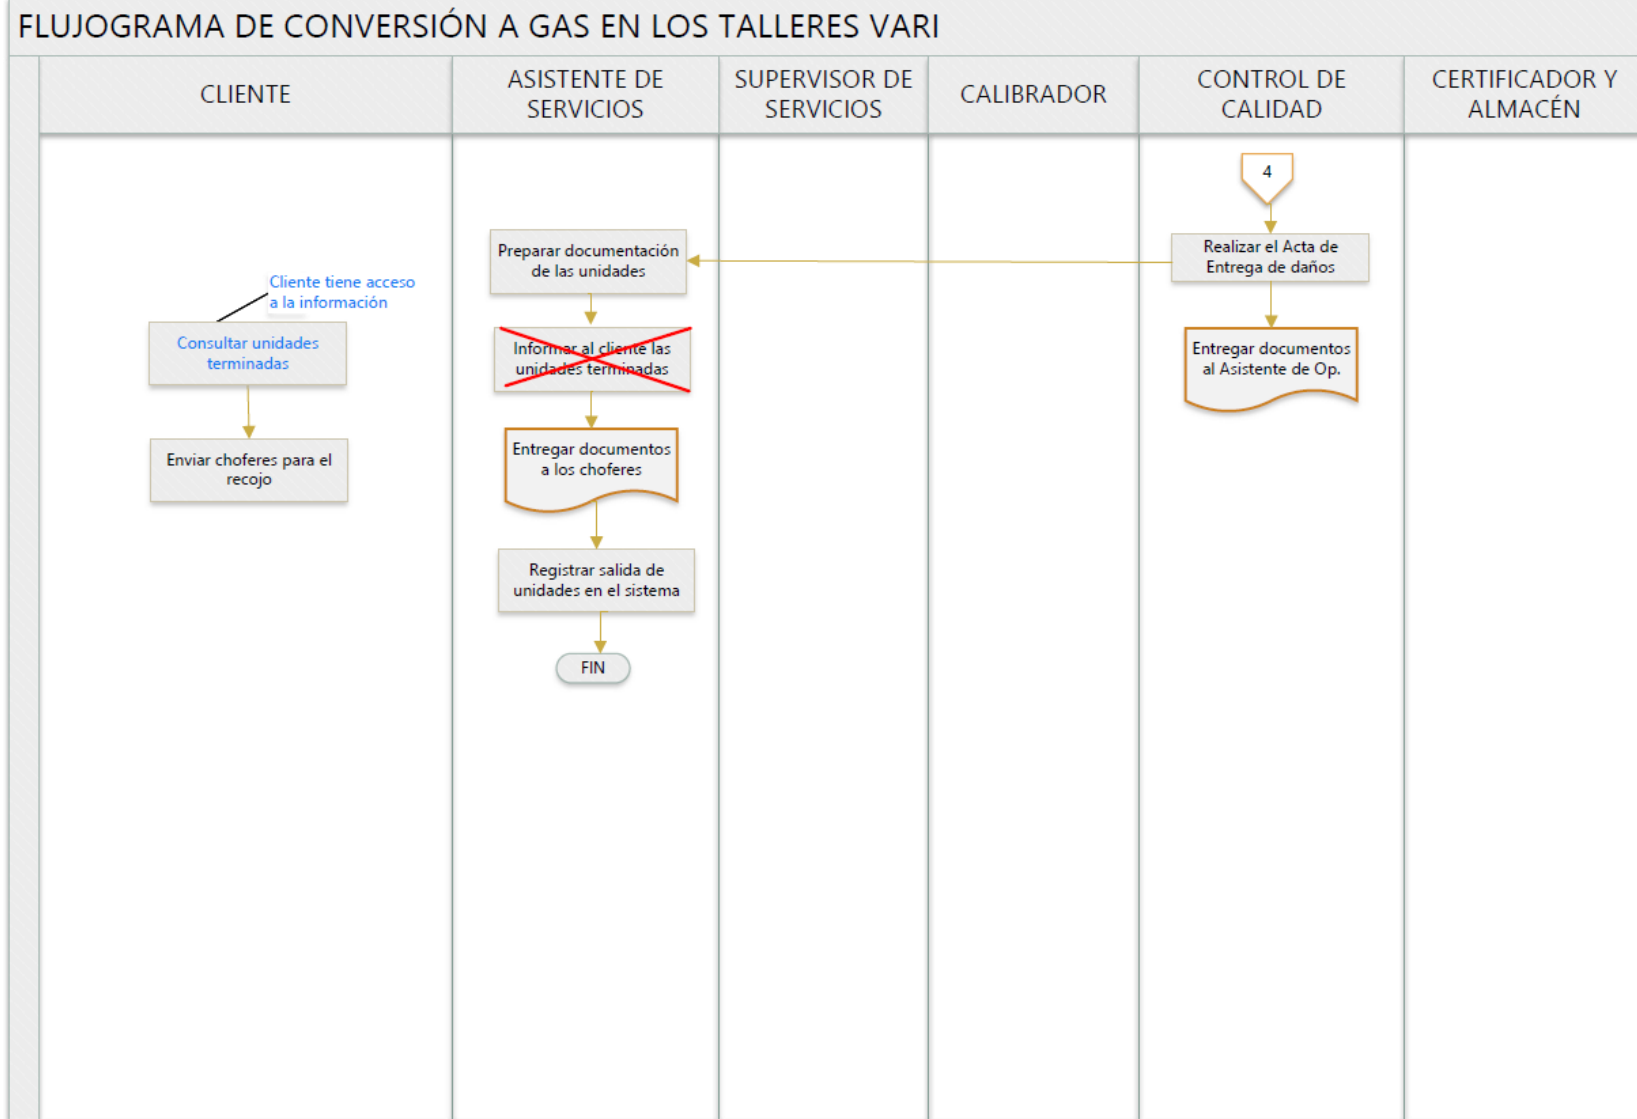 FLUJOGRAMA DE CONVERSIÓN A GAS EN LOS TALLERES VARI
CLIENTE
ASISTENTE DE
SERVICIOS
SUPERVISOR DE
SERVICIOS
CALIBRADOR
CONTROL DE
CALIDAD
CERTIFICADOR Y
ALMACÉN
4
Realizar el Acta de
Entrega de daños
Entregar documentos
al Asistente de Op.
Preparar documentación
de las unidades
Informar al cliente las
unidades terminadas
Entregar documentos
a los choferes
Registrar salida de
unidades en el sistema
FIN
Cliente tiene acceso
a la información
Consultar unidades
terminadas
Enviar choferes para el
recojo